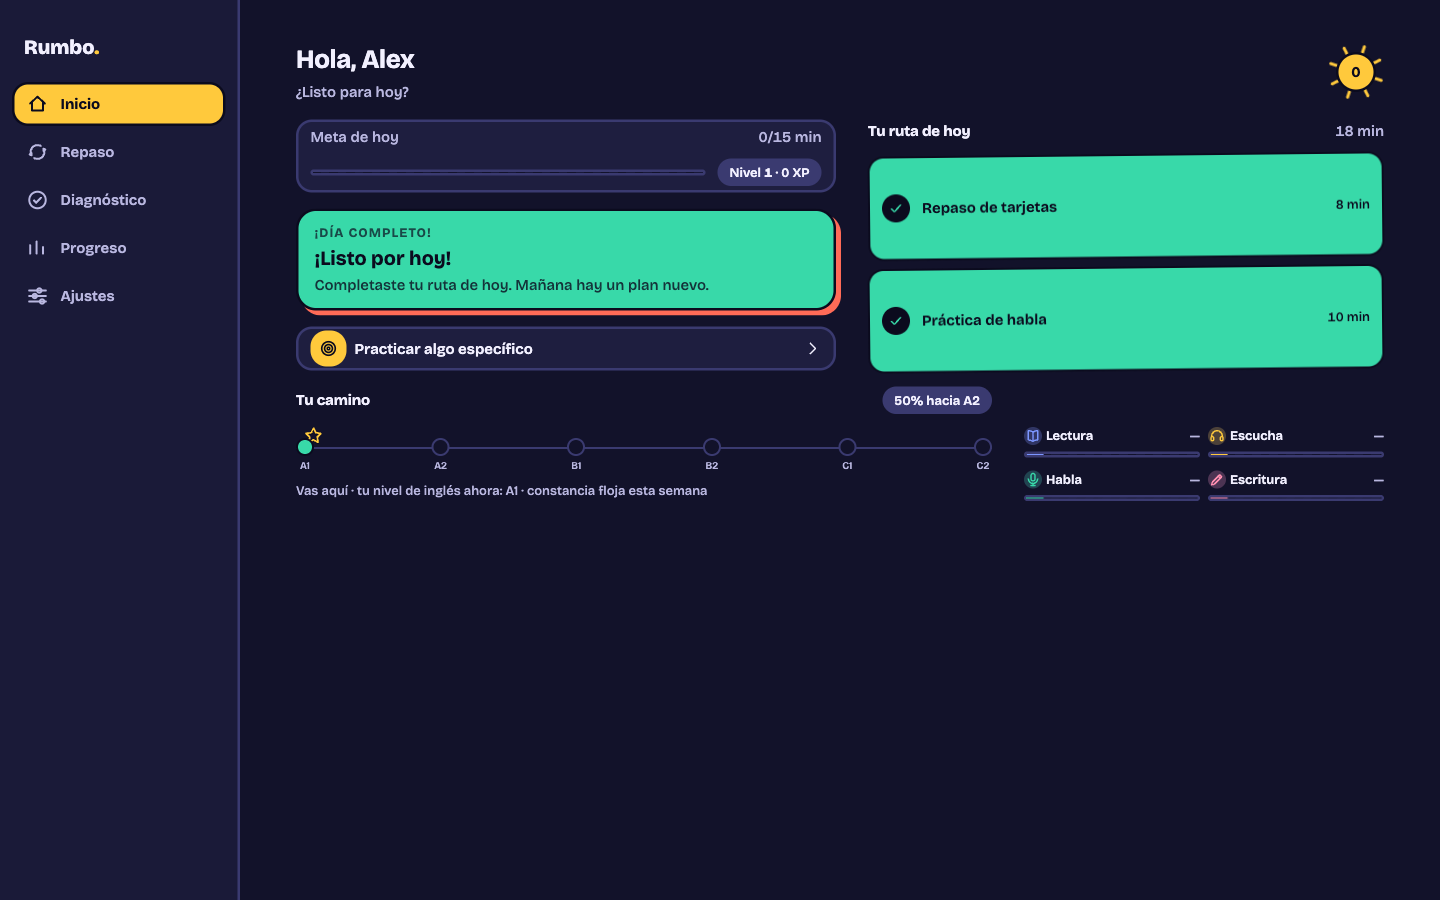 Rumbo.
Inicio
Repaso
Diagnóstico
Progreso
Ajustes
Hola, Alex
¿Listo para hoy?
0
Meta de hoy
0/15 min
Nivel 1 · 0 XP
¡DÍA COMPLETO!
¡Listo por hoy!
Completaste tu ruta de hoy. Mañana hay un plan nuevo.
Practicar algo específico
Tu ruta de hoy
18 min
Repaso de tarjetas
8 min
Práctica de habla
10 min
Tu camino
50% hacia A2
A1
A2
B1
B2
C1
C2
Vas aquí · tu nivel de inglés ahora: A1 · constancia floja esta semana
Lectura
–
Escucha
–
Habla
–
Escritura
–